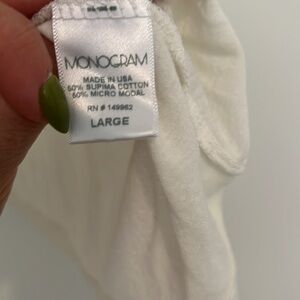 MONOGRAM
MADE IN USA
50% SUPIMA COTTON
50% MICRO MODAL
RN # 149962
LARGE